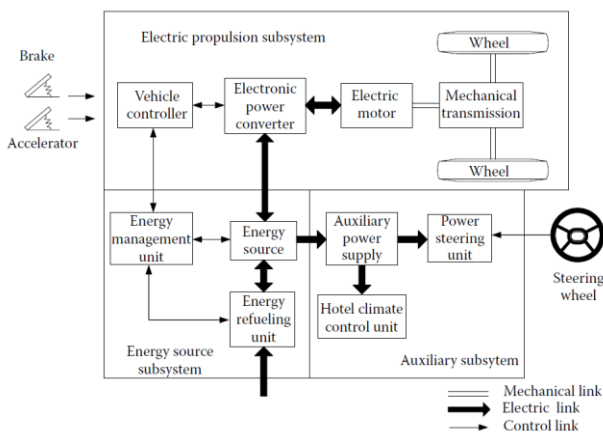 Electric propulsion subsystem
Wheel
Brake
Vehicle
controller
Electronic
power
converter
Electric
motor
Mechanical
transmission
Accelerator
Wheel
Energy
management
unit
Energy
source
Auxiliary
power
supply
Power
steering
unit
Steering
wheel
Energy
refueling
unit
Hotel climate
control unit
Energy source
subsystem
Auxiliary subsytem
Mechanical link
Electric link
Control link